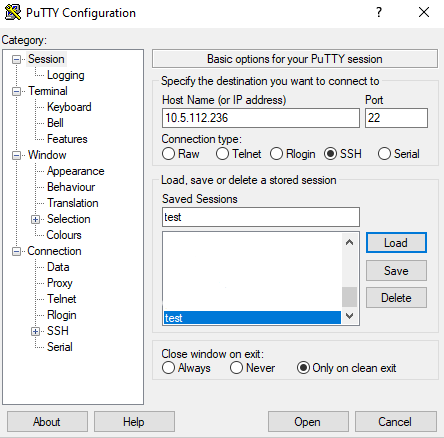 PuTTY Configuration
Category:
Session
Logging
Terminal
Keyboard
Bell
Features
Window
Appearance
Behaviour
Translation
Selection
Colours
Connection
Data
Proxy
Telnet
Rlogin
SSH
Serial
Basic options for your PuTTY session
Specify the destination you want to connect to
Host Name (or IP address) Port
10.5.112.236 22
Connection type:
Raw Telnet Rlogin SSH Serial
Load, save or delete a stored session
Saved Sessions
test
Load
Save
Delete
test
Close window on exit:
Always Never Only on clean exit
About Help Open Cancel